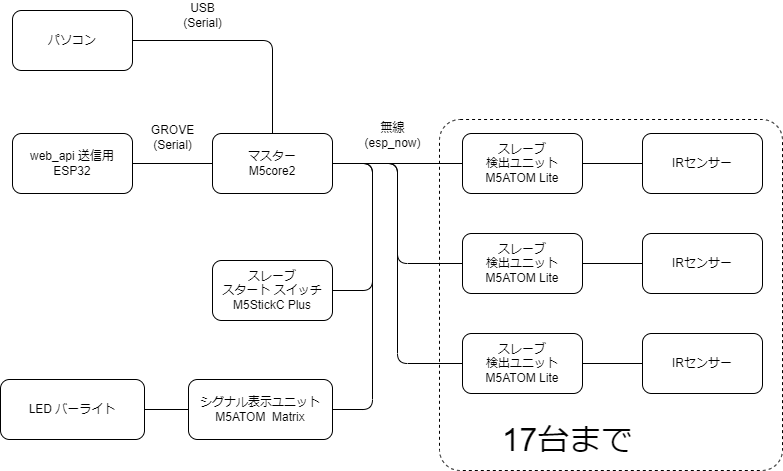 USB
(Serial)
パソコン
GROVE
(Serial)
無線
(esp_now)
web_api 送信用
ESP32
マスター
M5core2
スレーブ
検出ユニット
M5ATOM Lite
IRセンサー
スレーブ
検出ユニット
M5ATOM Lite
IRセンサー
スレーブ
スタート スイッチ
M5StickC Plus
スレーブ
検出ユニット
M5ATOM Lite
IRセンサー
LED バーライト
シグナル表示ユニット
M5ATOM Matrix
17台まで